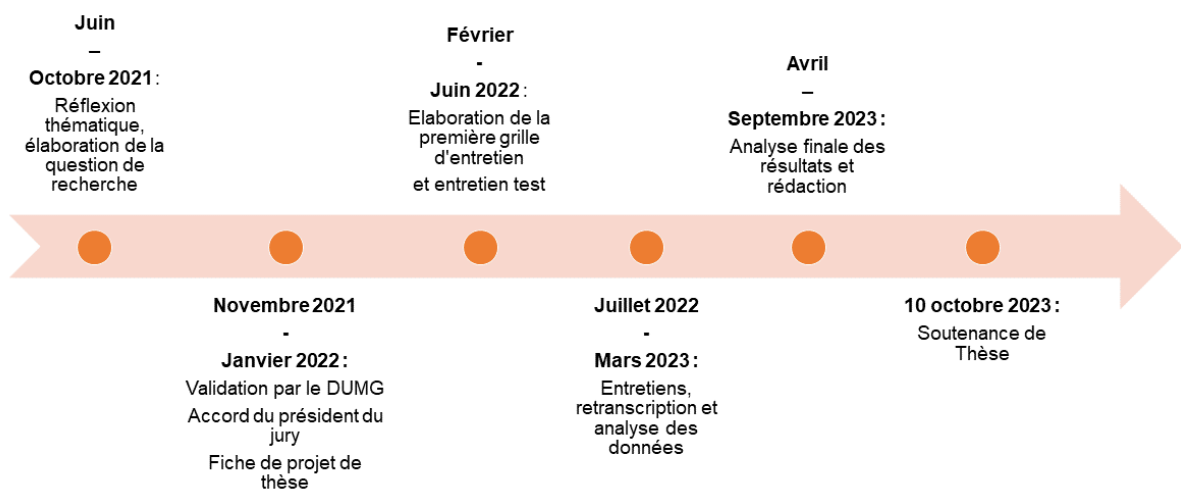 Juin
–
Octobre 2021 :
Réflexion
thématique,
élaboration de la
question de
recherche
Novembre 2021
-
Janvier 2022 :
Validation par le DUMG
Accord du président du
jury
Fiche de projet de
thèse
Février
-
Juin 2022 :
Elaboration de la
première grille
d'entretien
et entretien test
Juillet 2022
-
Mars 2023 :
Entretiens,
retranscription et
analyse des
données
Avril
–
Septembre 2023 :
Analyse finale des
résultats et
rédaction
10 octobre 2023 :
Soutenance de
Thèse